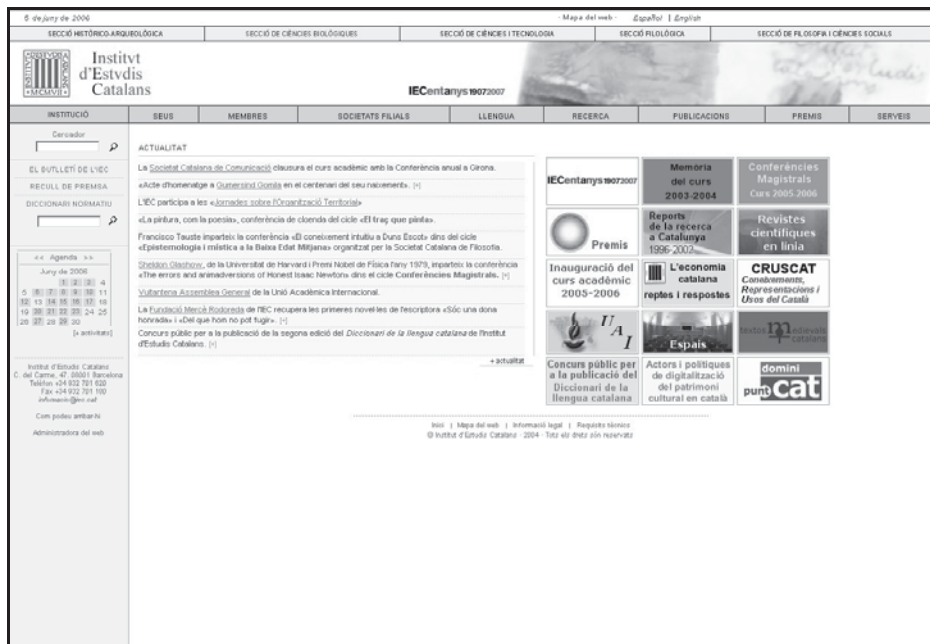 6 de juny de 2006
· Mapa del web · Español | English
SECCIÓ HISTÒRICO-ARQUEOLÒGICA SECCIÓ DE CIÈNCIES BIOLÒGIQUES SECCIÓ DE CIÈNCIES I TECNOLOGIA SECCIÓ FILOLÒGICA SECCIÓ DE FILOSOFIA I CIÈNCIES SOCIALS
Institvt
d'Estvdis
Catalans
IECentanys 19072007
INSTITUCIÓ SEUS MEMBRES SOCIETATS FILIALS LLENGUA RECERCA PUBLICACIONS PREMIS SERVEIS
Cercador
EL BUTLLETÍ DE L'IEC
RECULL DE PREMSA
DICCIONARI NORMATIU
<< Agenda >>
Juny de 2006
1 2 3 4
5 6 7 8 9 10 11
12 13 14 15 16 17 18
19 20 21 22 23 24 25
26 27 28 29 30
[+ activitats]
Institut d'Estudis Catalans
C. del Carme, 47. 08001 Barcelona
Telèfon +34 932 701 620
Fax +34 932 701 180
informacio@iec.cat
Com podeu arribar-hi
Administradora del web
ACTUALITAT
La Societat Catalana de Comunicació clausura el curs acadèmic amb la Conferència anual a Girona.
«Acte d'homenatge a Gumersind Gomila en el centenari del seu naixement». [+]
L'IEC participa a les «Jornades sobre l'Organització Territorial»
«La pintura, com la poesia», conferència de cloenda del cicle «El traç que pinta».
Francisco Tauste imparteix la conferència «El coneixement intuïtiu a Duns Escot» dins del cicle
«Epistemologia i mística a la Baixa Edat Mitjana» organitzat per la Societat Catalana de Filosofia.
Sheldon Glashow, de la Universitat de Harvard i Premi Nobel de Física l'any 1979, imparteix la conferència
«The errors and animadversions of Honest Isaac Newton» dins el cicle Conferències Magistrals. [+]
Vuitantena Assemblea General de la Unió Acadèmica Internacional.
La Fundació Mercè Rodoreda de l'IEC recupera les primeres novel·les de l'escriptora «Sóc una dona
honrada» i «Del que hom no pot fugir». [+]
Concurs públic per a la publicació de la segona edició del Diccionari de la llengua catalana de l'Institut
d'Estudis Catalans. [+]
+ actualitat
IECentanys 19072007
Memòria
del curs
2003-2004
Conferències
Magistrals
Curs 2005-2006
Premis
Reports
de la recerca
a Catalunya
1996-2002
Revistes
científiques
en línia
Inauguració del
curs acadèmic
2005-2006
L'economia
catalana
reptes i respostes
CRUSCAT
Coneixements,
Representacions i
Usos del Català
U
A
I
Espais
textos medievals
catalans
Concurs públic per
a la publicació del
Diccionari de la
llengua catalana
Actors i polítiques
de digitalització
del patrimoni
cultural en català
domini
punt cat
Inici | Mapa del web | Informació legal | Requisits tècnics
© Institut d'Estudis Catalans · 2004 · Tots els drets són reservats